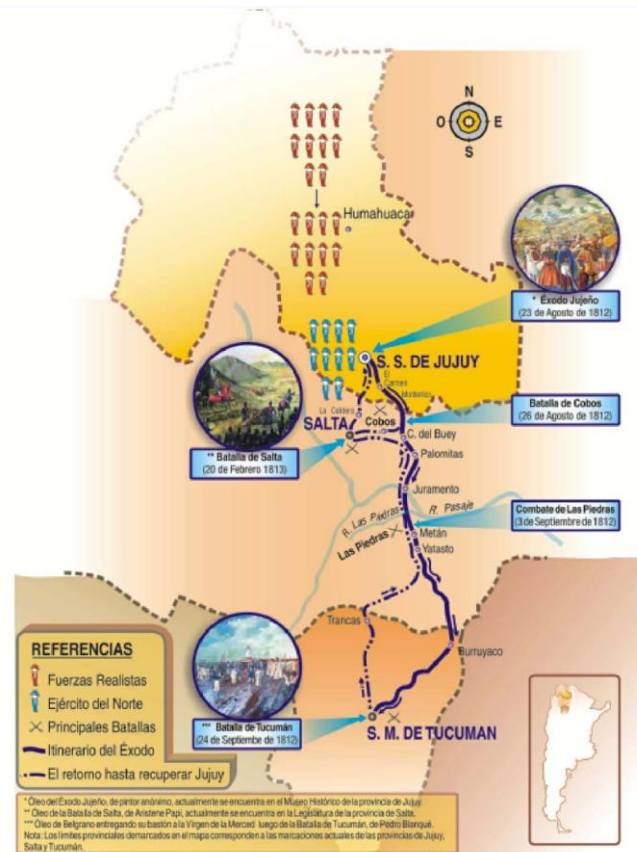 N
O E
S
Humahuaca
* Éxodo Jujeño
(23 de Agosto de 1812)
S. S. DE JUJUY
El
Carmen
Monterrico
La Caldera
SALTA
Cobos
Batalla de Cobos
(26 de Agosto de 1812)
C. del Buey
** Batalla de Salta
(20 de Febrero 1813)
Palomitas
Juramento
R. Las Piedras
R. Pasaje
Combate de Las Piedras
(3 de Septiembre de 1812)
Las Piedras
Metán
Yatasto
Trancas
Burruyaco
*** Batalla de Tucumán
(24 de Septiembe de 1812)
S. M. DE TUCUMAN
REFERENCIAS
Fuerzas Realistas
Ejército del Norte
Principales Batallas
Itinerario del Éxodo
El retorno hasta recuperar Jujuy
* Óleo del Éxodo Jujeño, de pintor anónimo, actualmente se encuentra en el Museo Histórico de la provincia de Jujuy.
** Óleo de la Batalla de Salta, de Aristene Papi, actualmente se encuentra en la Legislatura de la provincia de Salta.
*** Óleo de Belgrano entregando su bastón a la Virgen de la Merced luego de la Batalla de Tucumán, de Pedro Blanqué.
Nota: Los límites provinciales demarcados en el mapa corresponden a las marcaciones actuales de las provincias de Jujuy,
Salta y Tucumán.